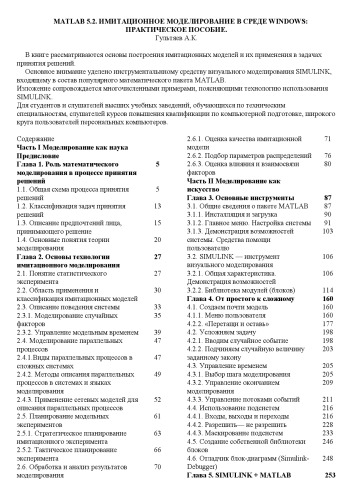 MATLAB 5.2. ИМИТАЦИОННОЕ МОДЕЛИРОВАНИЕ В СРЕДЕ WINDOWS:
ПРАКТИЧЕСКОЕ ПОСОБИЕ.
Гультяев А.К.
В книге рассматриваются основы построения имитационных моделей и их применения в задачах
принятия решений.
Основное внимание уделено инструментальному средству визуального моделирования SIMULINK,
входящему в состав популярного математического пакета MATLAB.
Изложение сопровождается многочисленными примерами, поясняющими технологию использования
SIMULINK.
Для студентов и слушателей высших учебных заведений, обучающихся по техническим
специальностям, слушателей курсов повышения квалификации по компьютерной подготовке, широкого
круга пользователей персональных компьютеров.
Содержание
Часть I Моделирование как наука
Предисловие
Глава 1. Роль математического 5
моделирования в процессе принятия
решений
1.1. Общая схема процесса принятия 5
решений
1.2. Классификация задач принятия 13
решений
1.3. Описание предпочтений лица, 15
принимающего решение
1.4. Основные понятия теории 20
моделирования
Глава 2. Основы технологии 27
имитационного моделирования
2.1. Понятие статистического 27
эксперимента
2.2. Область применения и 30
классификация имитационных моделей
2.3. Описание поведения системы 33
2.3.1. Моделирование случайных 35
факторов
2.3.2. Управление модельным временем 39
2.4. Моделирование параллельных 47
процессов
2.4.1.Виды параллельных процессов в 47
сложных системах
2.4.2. Методы описания параллельных 49
процессов в системах и языках
моделирования
2.4.3. Применение сетевых моделей для 52
описания параллельных процессов
2.5. Планирование модельных 61
экспериментов
2.5.1. Стратегическое планирование 63
имитационного эксперимента
2.5.2. Тактическое планирование 66
эксперимента
2.6. Обработка и анализ результатов 70
моделирования
2.6.1. Оценка качества имитационной 71
модели
2.6.2. Подбор параметров распределений 76
2.6.3. Оценка влияния и взаимосвязи 80
факторов
Часть II Моделирование как
искусство
Глава 3. Основные инструменты 87
3.1. Общие сведения о пакете MATLAB 87
3.1.1. Инсталляция и загрузка 90
3.1.2. Главное меню. Настройка системы 91
3.1.3. Демонстрация возможностей 103
системы. Средства помощи
пользователю
3.2. SIMULINK — инструмент 106
визуального моделирования
3.2.1. Общая характеристика. 106
Демонстрация возможностей
3.2.2. Библиотека модулей (блоков) 114
Глава 4. От простого к сложному 160
4.1. Создаем почти модель 160
4.1.1. Меню пользователя 160
4.2.2. «Перетащи и оставь» 177
4.2. Усложняем задачу 198
4.2.1. Вводим случайное событие 198
4.2.2. Подчиняем случайную величину 203
заданному закону
4.3. Управление временем 205
4.3.1. Выбор шага моделирования 205
4.3.2. Управление окончанием 209
моделирования
4.3.3. Управление потоками событий 211
4.4. Использование подсистем 216
4.4.1. Входы, выходы и переходы 216
4.4.2. Разрешить— не разрешить 228
4.4.3. Маскирование подсистем 233
4.5. Создание собственной библиотеки 246
блоков
4.6. Отладчик блок-диаграмм (Simulink- 248
Debugger)
Глава 5. SIMULINK + MATLAB 253